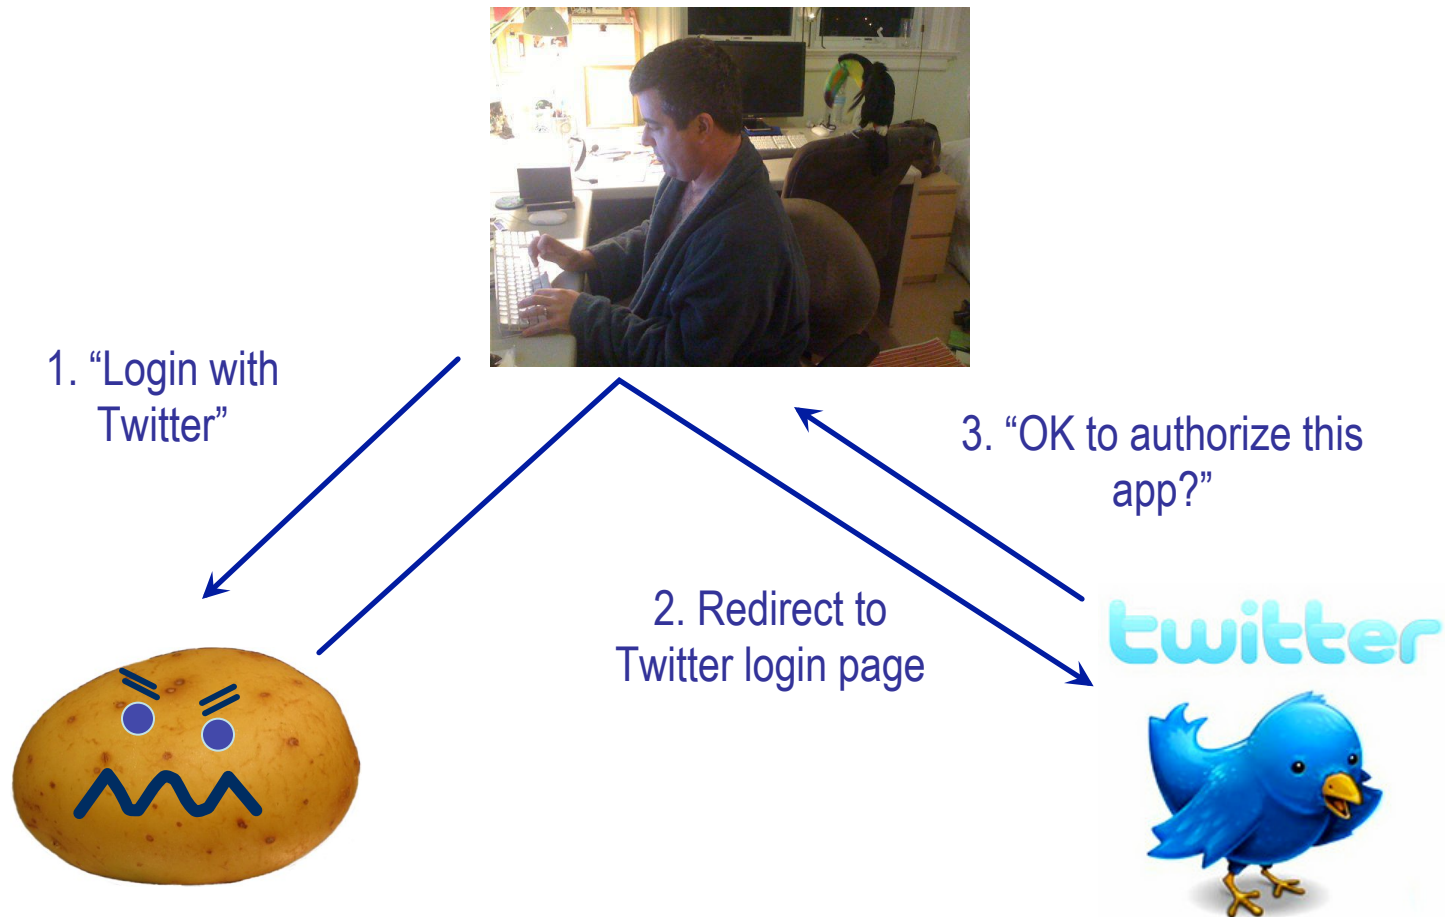 1. “Login with
Twitter”
3. “OK to authorize this
app?”
2. Redirect to
Twitter login page
twitter